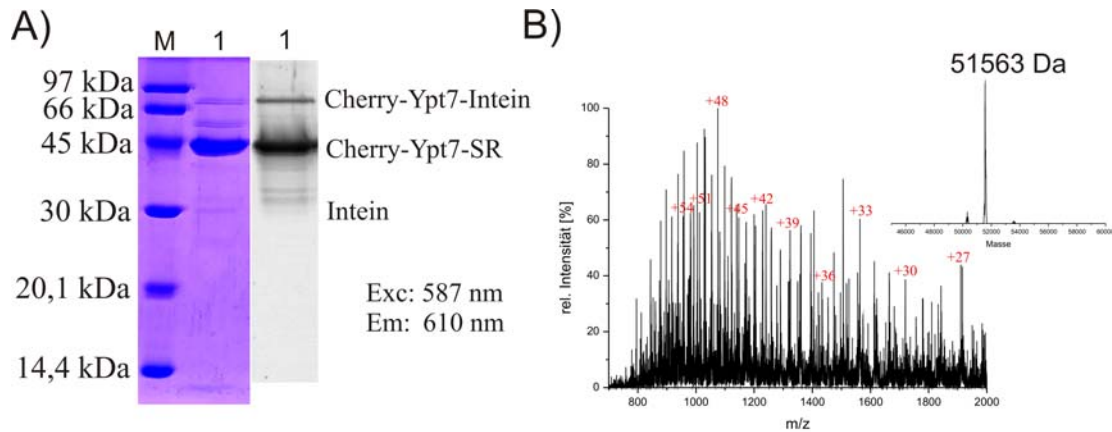 A)
M 1 1
97 kDa
66 kDa
45 kDa
30 kDa
20,1 kDa
14,4 kDa
Cherry-Ypt7-Intein
Cherry-Ypt7-SR
Intein
Exc: 587 nm
Em: 610 nm
B)
51563 Da
100
80
60
40
20
0
rel. Intensität [%]
+54
+51
+48
+45
+42
+39
+36
+33
+30
+27
800 1000 1200 1400 1600 1800 2000
m/z
46000 48000 50000 52000 54000 56000 58000 60000
Masse